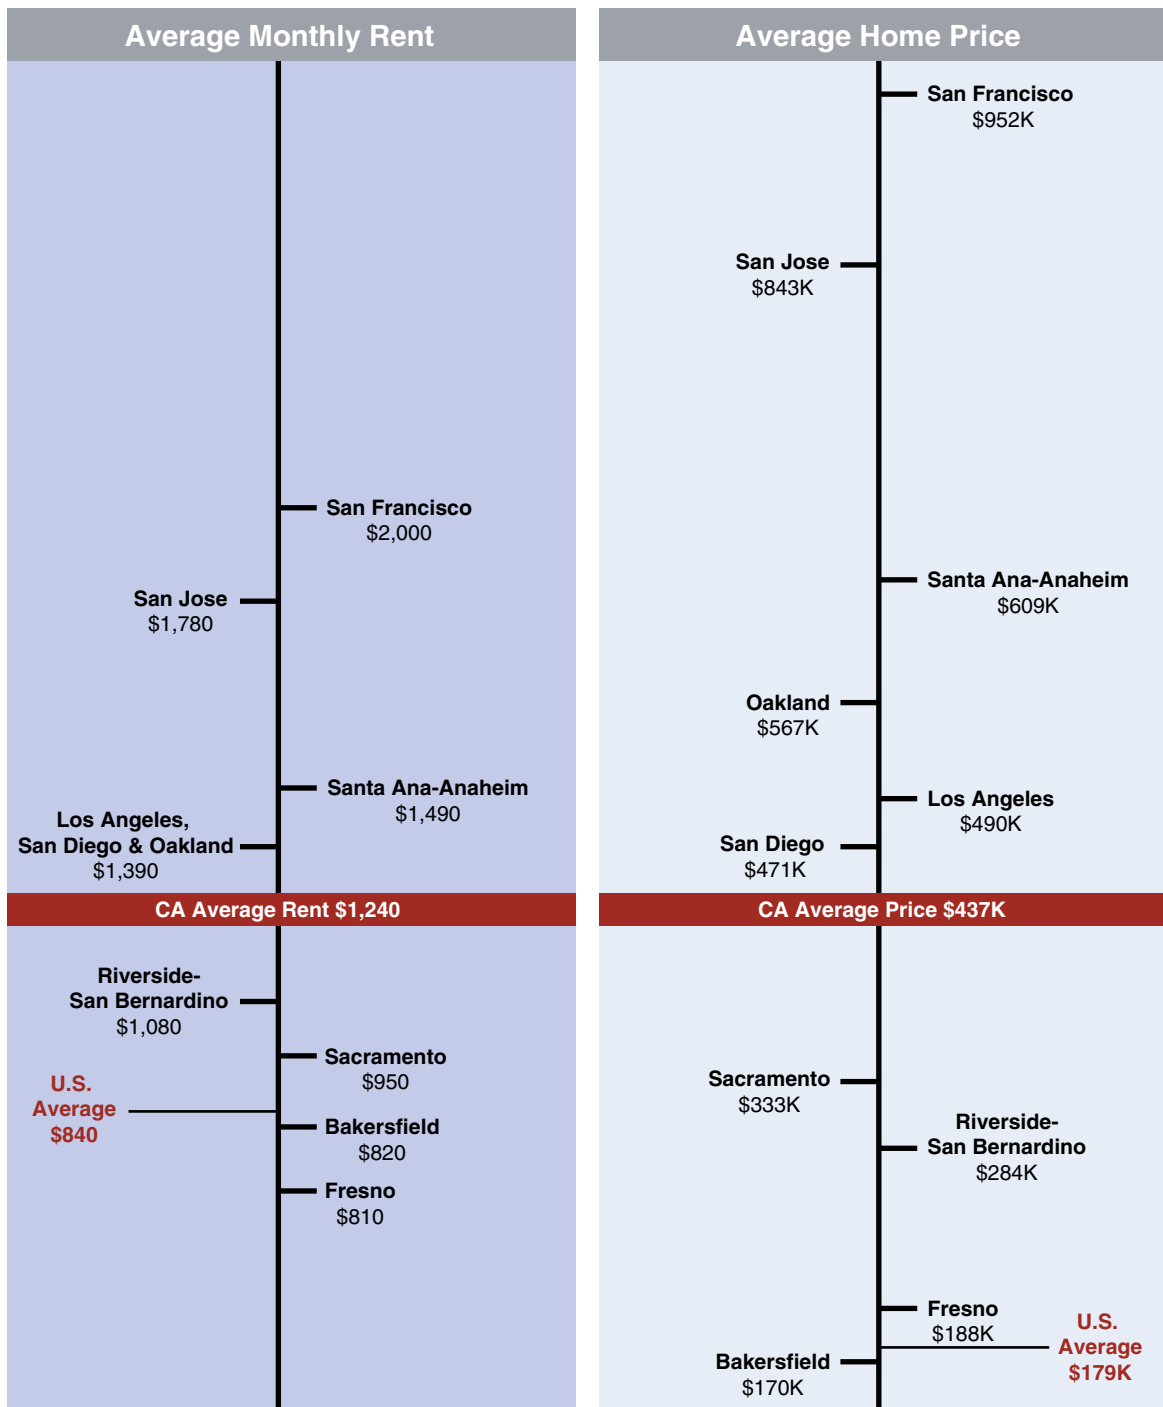 Average Monthly Rent
San Francisco
$2,000
San Jose
$1,780
Santa Ana-Anaheim
$1,490
Los Angeles,
San Diego & Oakland
$1,390
CA Average Rent $1,240
Riverside-
San Bernardino
$1,080
Sacramento
$950
U.S.
Average
$840
Bakersfield
$820
Fresno
$810
Average Home Price
San Francisco
$952K
San Jose
$843K
Santa Ana-Anaheim
$609K
Oakland
$567K
Los Angeles
$490K
San Diego
$471K
CA Average Price $437K
Sacramento
$333K
Riverside-
San Bernardino
$284K
Fresno
$188K
U.S.
Average
$179K
Bakersfield
$170K